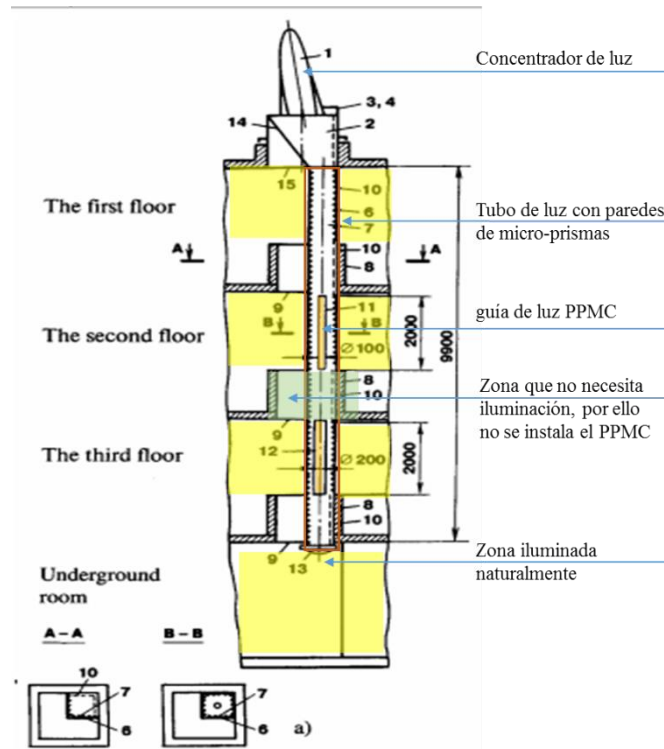 1
Concentrador de luz
3, 4
14
2
15
10
The first floor
6
7
Tubo de luz con paredes
de micro-prismas
A
10
A
8
9
11
B
B
guía de luz PPMC
The second floor
Ø100
2000
9900
8
10
Zona que no necesita
iluminación, por ello
no se instala el PPMC
9
The third floor
12
Ø200
2000
8
10
9
13
Zona iluminada
naturalmente
Underground
room
A – A
B – B
10
7
6
7
6
a)